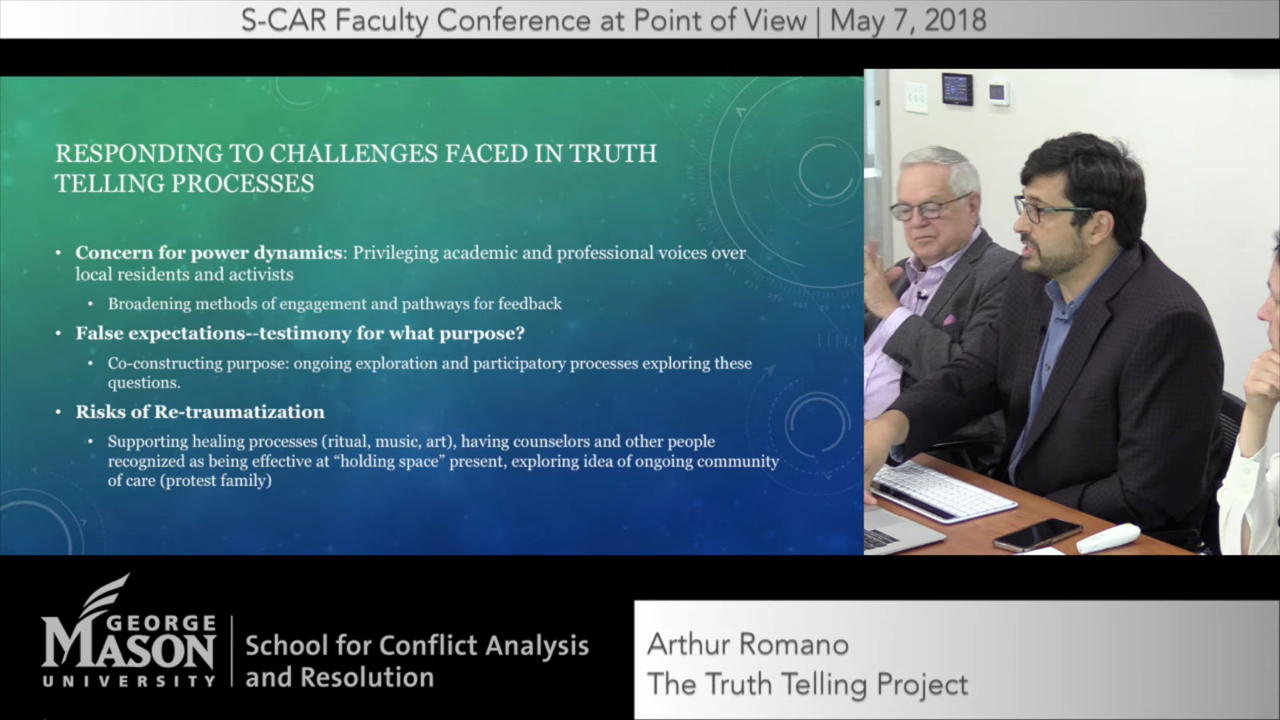 S-CAR Faculty Conference at Point of View | May 7, 2018
RESPONDING TO CHALLENGES FACED IN TRUTH
TELLING PROCESSES
• Concern for power dynamics: Privileging academic and professional voices over
local residents and activists
• Broadening methods of engagement and pathways for feedback
• False expectations--testimony for what purpose?
• Co-constructing purpose: ongoing exploration and participatory processes exploring these
questions.
• Risks of Re-traumatization
• Supporting healing processes (ritual, music, art), having counselors and other people
recognized as being effective at “holding space” present, exploring idea of ongoing community
of care (protest family)
GEORGE
MASON
UNIVERSITY
School for Conflict Analysis
and Resolution
Arthur Romano
The Truth Telling Project